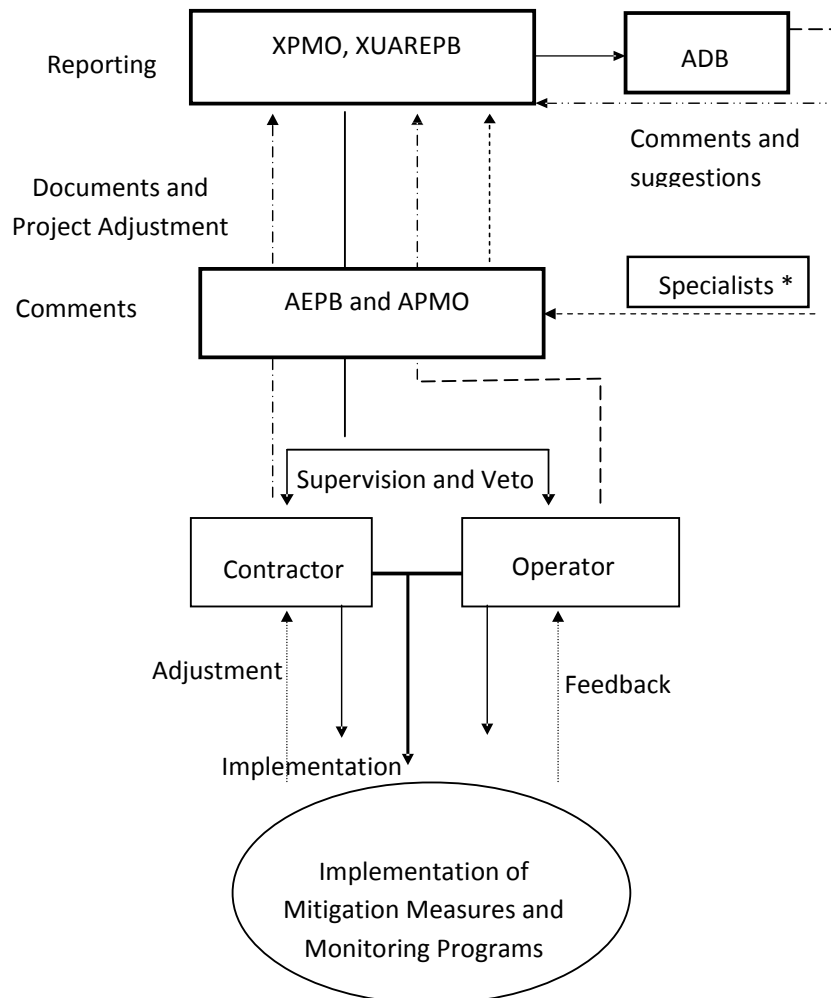 XPMO, XUAREPB
Reporting
ADB
Comments and
suggestions
Documents and
Project Adjustment
Specialists *
AEPB and APMO
Comments
Supervision and Veto
Contractor
Operator
Adjustment
Feedback
Implementation
Implementation of
Mitigation Measures and
Monitoring Programs